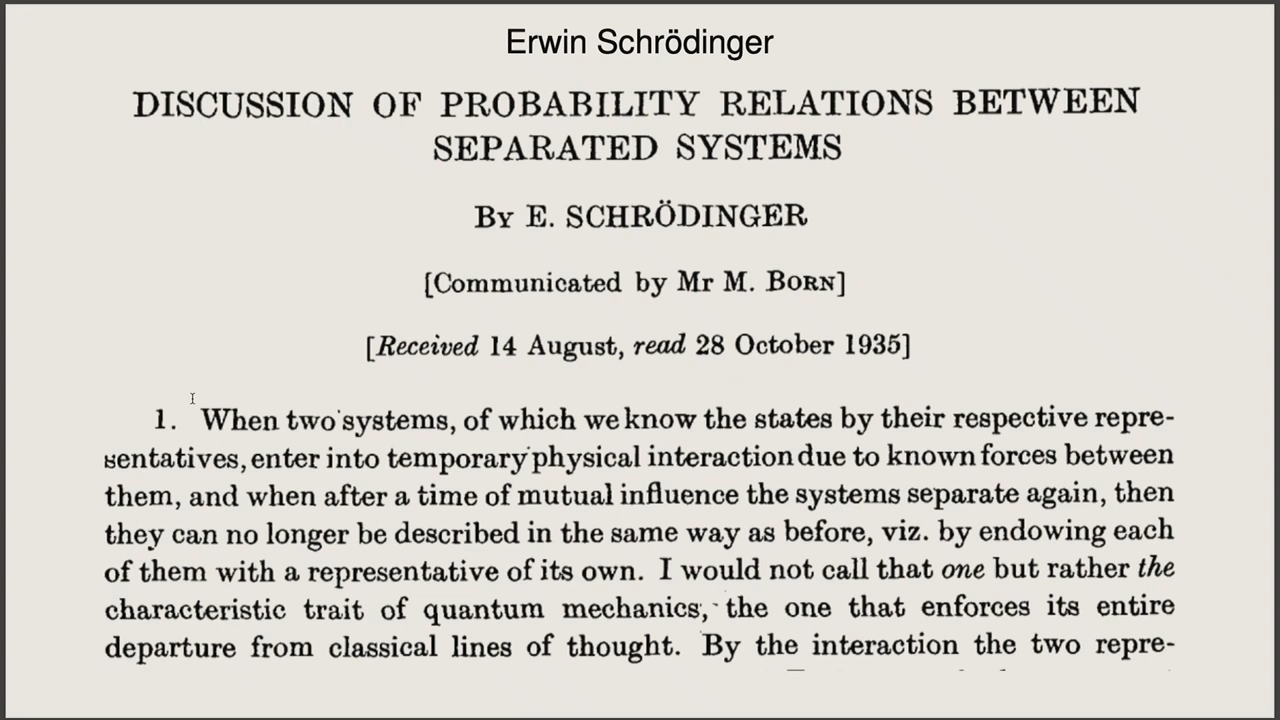 Erwin Schrödinger
DISCUSSION OF PROBABILITY RELATIONS BETWEEN
SEPARATED SYSTEMS
By E. SCHRÖDINGER
[Communicated by Mr M. Born]
[Received 14 August, read 28 October 1935]
1. When two systems, of which we know the states by their respective repre-
sentatives, enter into temporary physical interaction due to known forces between
them, and when after a time of mutual influence the systems separate again, then
they can no longer be described in the same way as before, viz. by endowing each
of them with a representative of its own. I would not call that one but rather the
characteristic trait of quantum mechanics, the one that enforces its entire
departure from classical lines of thought. By the interaction the two repre-